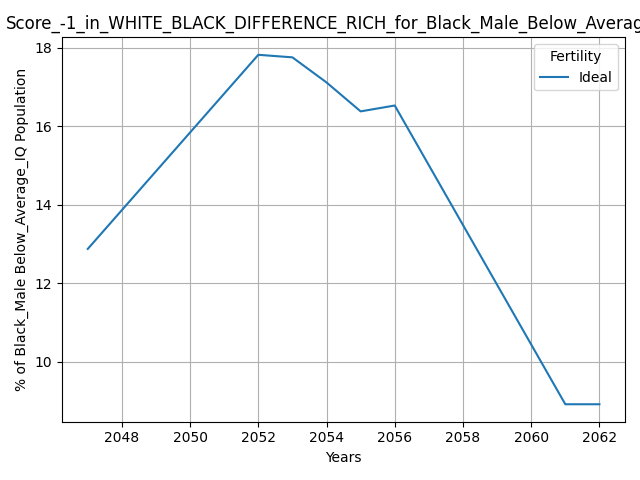 Score_-1_in_WHITE_BLACK_DIFFERENCE_RICH_for_Black_Male_Below_Averag
18
16
14
12
10
% of Black_Male Below_Average_IQ Population
Fertility
Ideal
2048 2050 2052 2054 2056 2058 2060 2062
Years